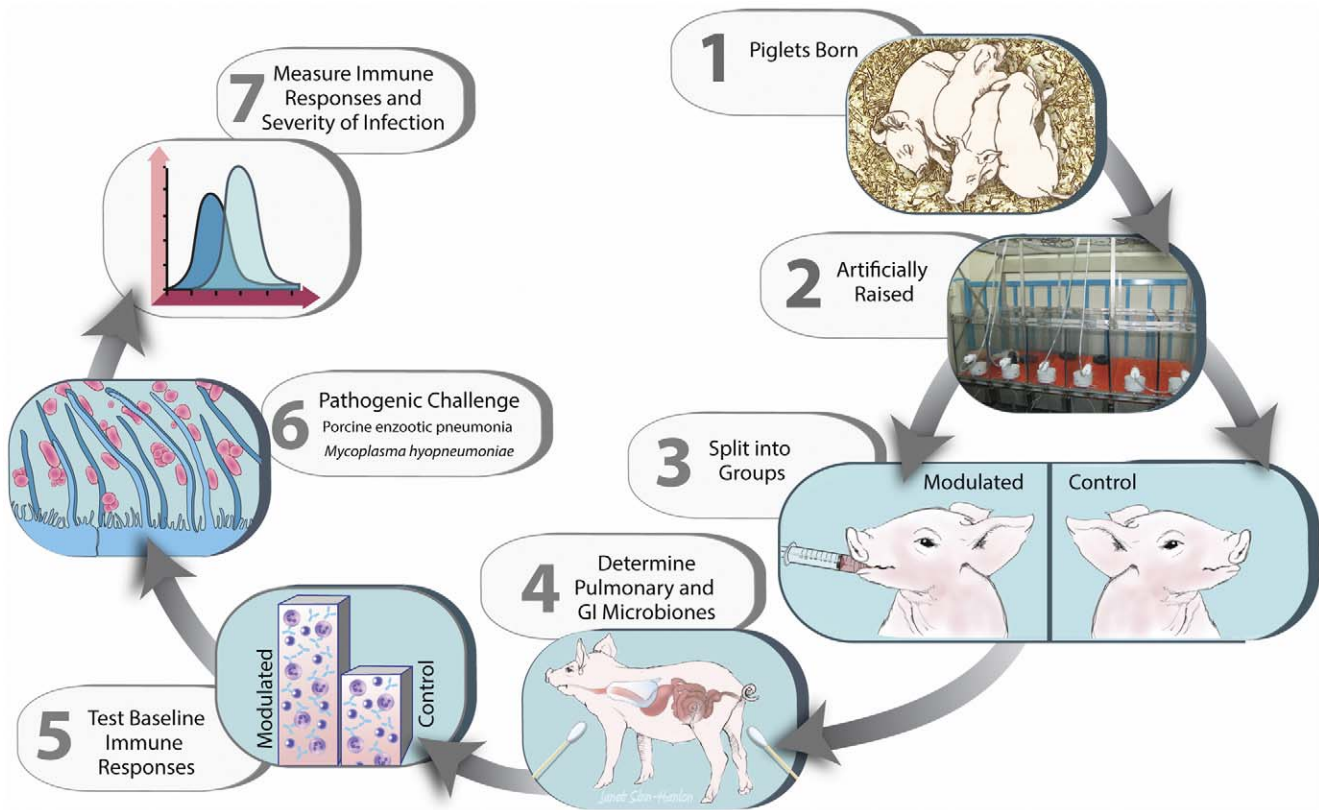 1
Piglets Born
2
Artificially
Raised
3
Split into
Groups
Modulated
Control
4
Determine
Pulmonary and
GI Microbiones
5
Test Baseline
Immune
Responses
Modulated
Control
6
Pathogenic Challenge
Porcine enzootic pneumonia
Mycoplasma hyopneumoniae
7
Measure Immune
Responses and
Severity of Infection